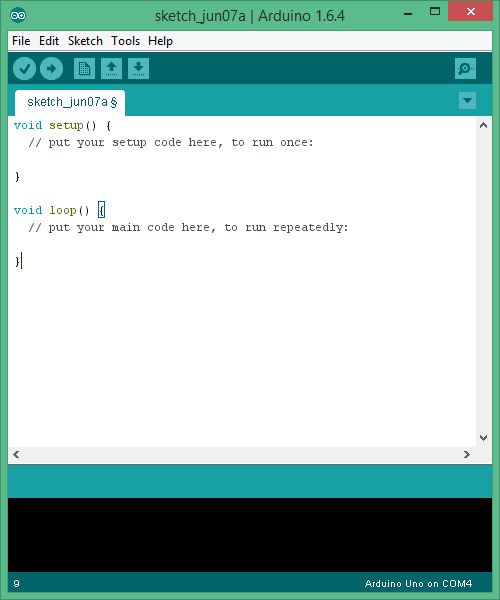 sketch_jun07a | Arduino 1.6.4
File Edit Sketch Tools Help
sketch_jun07a §
void setup() {
  // put your setup code here, to run once:
}
void loop() {
  // put your main code here, to run repeatedly:
}
9
Arduino Uno on COM4